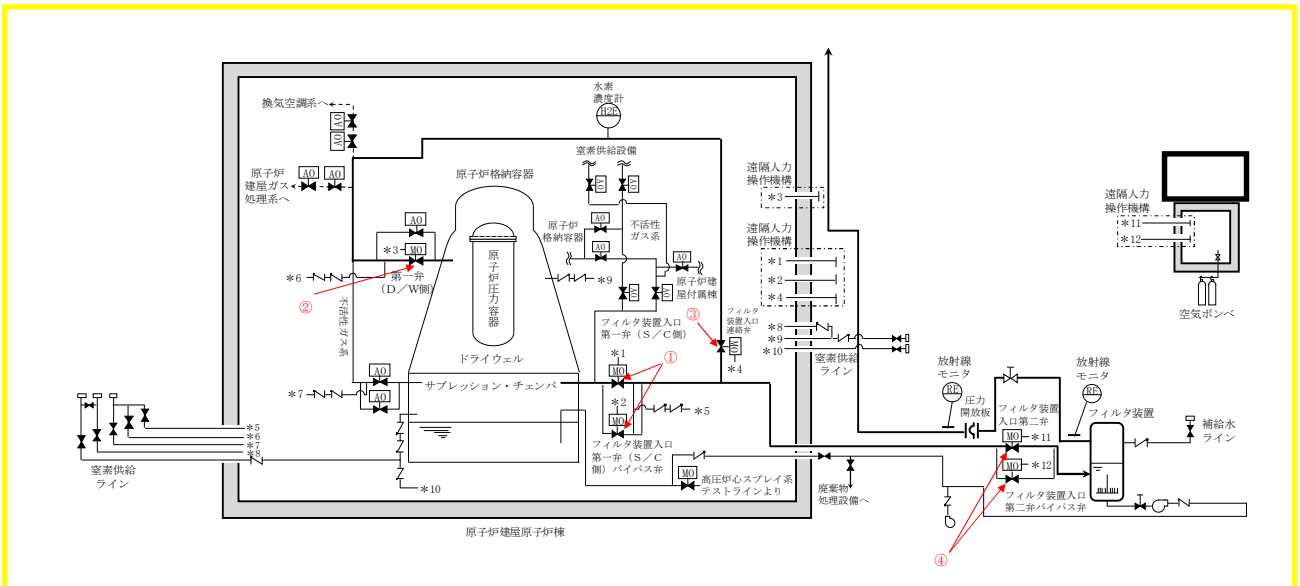 水素
濃度計
H2E
換気空調系へ
AO
AO
窒素供給設備
原子炉
建屋ガス
処理系へ
AO
AO
原子炉格納容器
AO
AO
遠隔人力
操作機構
*3
遠隔人力
操作機構
*11
*12
AO
*3
MO
原子炉
格納容器
AO
不活性
ガス系
AO
AO
原子炉圧力容器
*6
第一弁
(D/W側)
②
*9
原子炉建
屋付属棟
AO
AO
遠隔人力
操作機構
*1
*2
*4
空気ボンベ
不活性ガス系
フィルタ装置入口
第一弁(S/C側)
③
フィルタ
装置入口
連絡弁
MO
*4
*8
*9
*10
窒素供給
ライン
ドライウェル
*1
①
MO
AO
サプレッション・チェンバ
*7
AO
*2
MO
*5
フィルタ装置入口
第一弁(S/C
側)バイパス弁
放射線
モニタ
RE
圧力
開放板
放射線
モニタ
RE
フィルタ装置
入口第二弁
MO
*11
フィルタ装置
補給水
ライン
*5
*6
*7
*8
窒素供給
ライン
*10
MO
高圧炉心スプレイ系
テストラインより
廃棄物
処理設備へ
MO
*12
フィルタ装置入口
第二弁バイパス弁
④
原子炉建屋原子炉棟